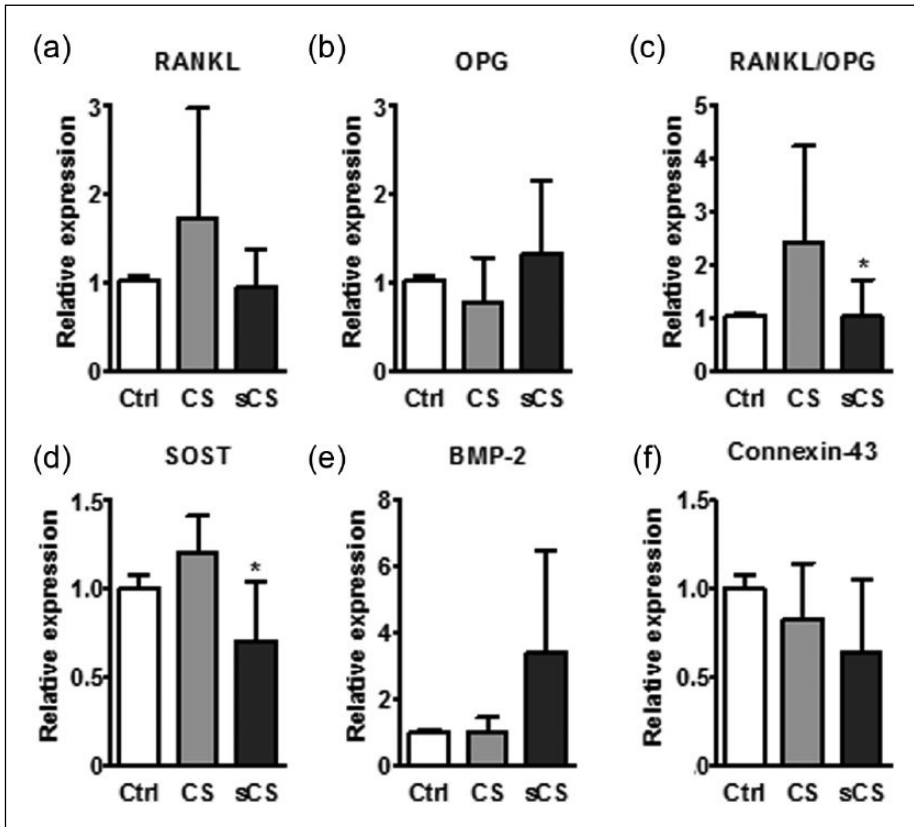 (a) RANKL
Relative expression
3
2
1
0
Ctrl CS sCS
(b) OPG
Relative expression
3
2
1
0
Ctrl CS sCS
(c) RANKL/OPG
Relative expression
5
4
3
2
1
0
*
Ctrl CS sCS
(d) SOST
Relative expression
1.5
1.0
0.5
0
*
Ctrl CS sCS
(e) BMP-2
Relative expression
8
6
4
2
0
Ctrl CS sCS
(f) Connexin-43
Relative expression
1.5
1.0
0.5
.0
Ctrl CS sCS